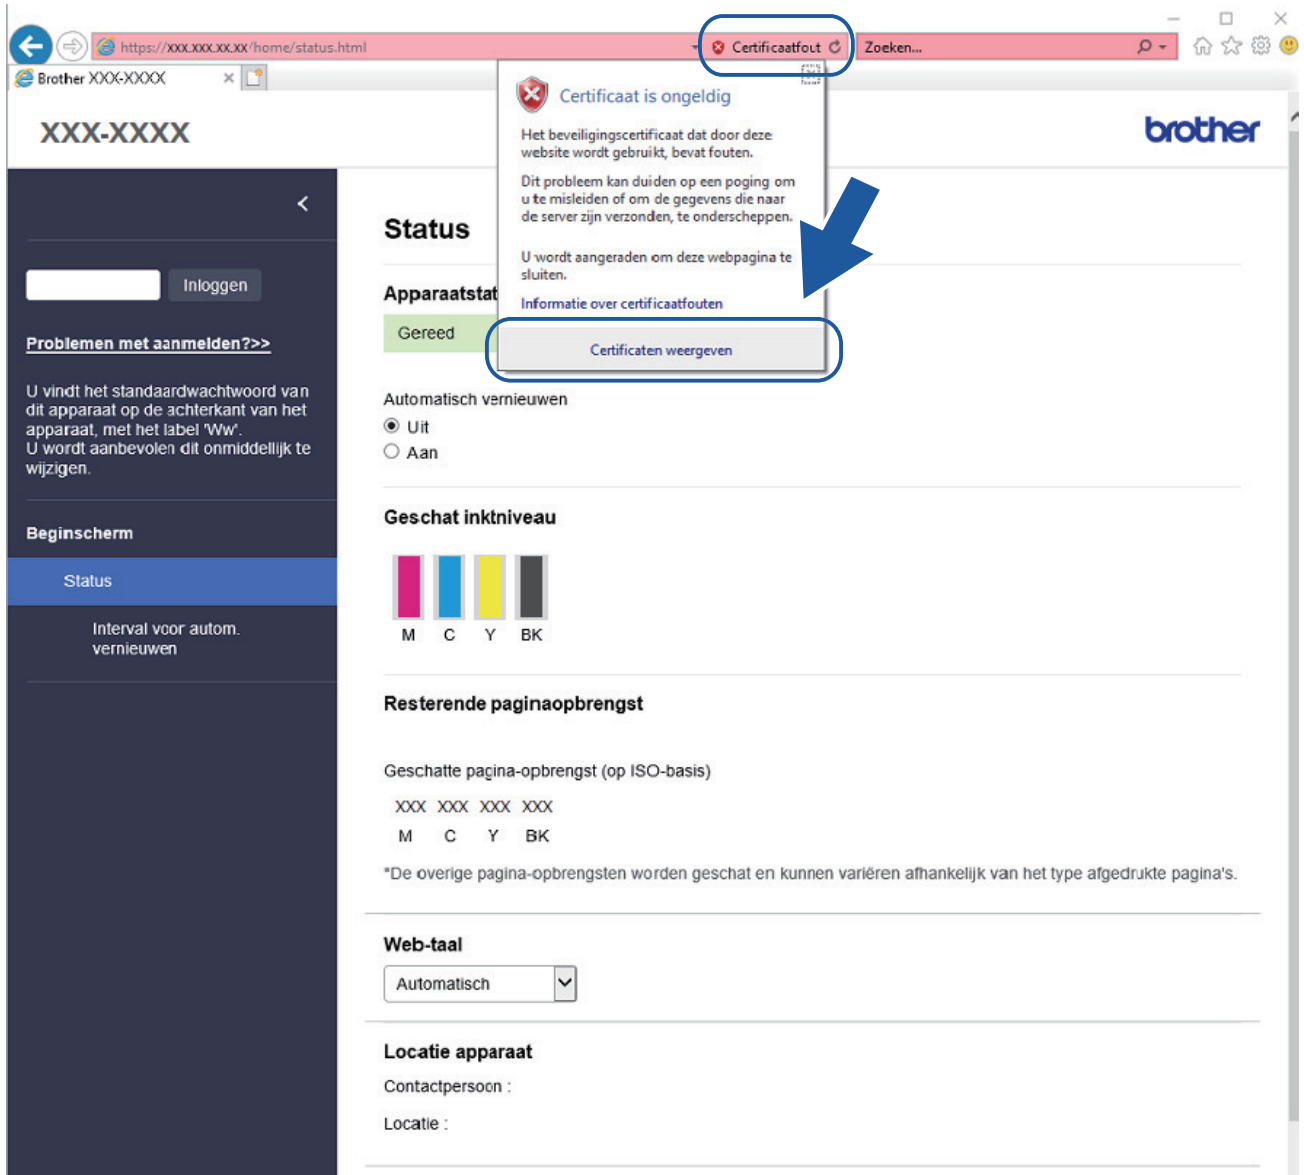 https://xxx.xxx.xx.xx/home/status.html
Certificaatfout
Zoeken...
Brother XXX-XXXX
XXX-XXXX
brother
Certificaat is ongeldig
Het beveiligingscertificaat dat door deze
website wordt gebruikt, bevat fouten.
Dit probleem kan duiden op een poging om
u te misleiden of om de gegevens die naar
de server zijn verzonden, te onderscheppen.
U wordt aangeraden om deze webpagina te
sluiten.
Informatie over certificaatfouten
Certificaten weergeven
Inloggen
Problemen met aanmelden?>>
U vindt het standaardwachtwoord van
dit apparaat op de achterkant van het
apparaat, met het label 'Ww'.
U wordt aanbevolen dit onmiddellijk te
wijzigen.
Beginscherm
Status
Interval voor autom.
vernieuwen
Status
Apparaatstat
Gereed
Automatisch vernieuwen
Uit
Aan
Geschat inktniveau
M C Y BK
Resterende paginaopbrengst
Geschatte pagina-opbrengst (op ISO-basis)
XXX XXX XXX XXX
M C Y BK
*De overige pagina-opbrengsten worden geschat en kunnen variëren afhankelijk van het type afgedrukte pagina's.
Web-taal
Automatisch
Locatie apparaat
Contactpersoon :
Locatie :